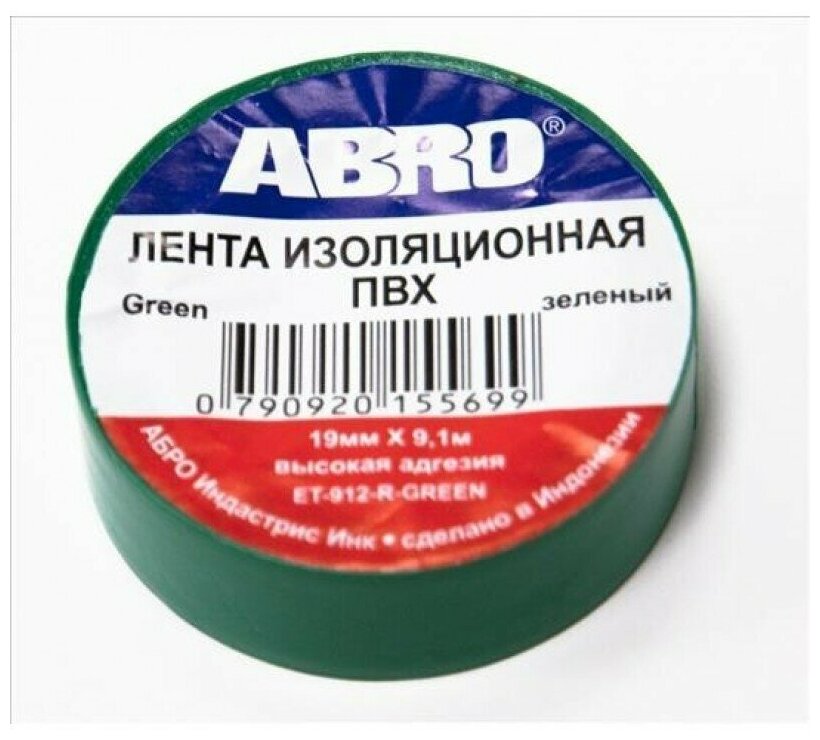 ABRO®
ЛЕНТА ИЗОЛЯЦИОННАЯ
ПВХ
Green
зеленый
0 790920 155699
19мм X 9,1м
высокая адгезия
ET-912-R-GREEN
АБРО Индастрис Инк • сделано в Индонезии